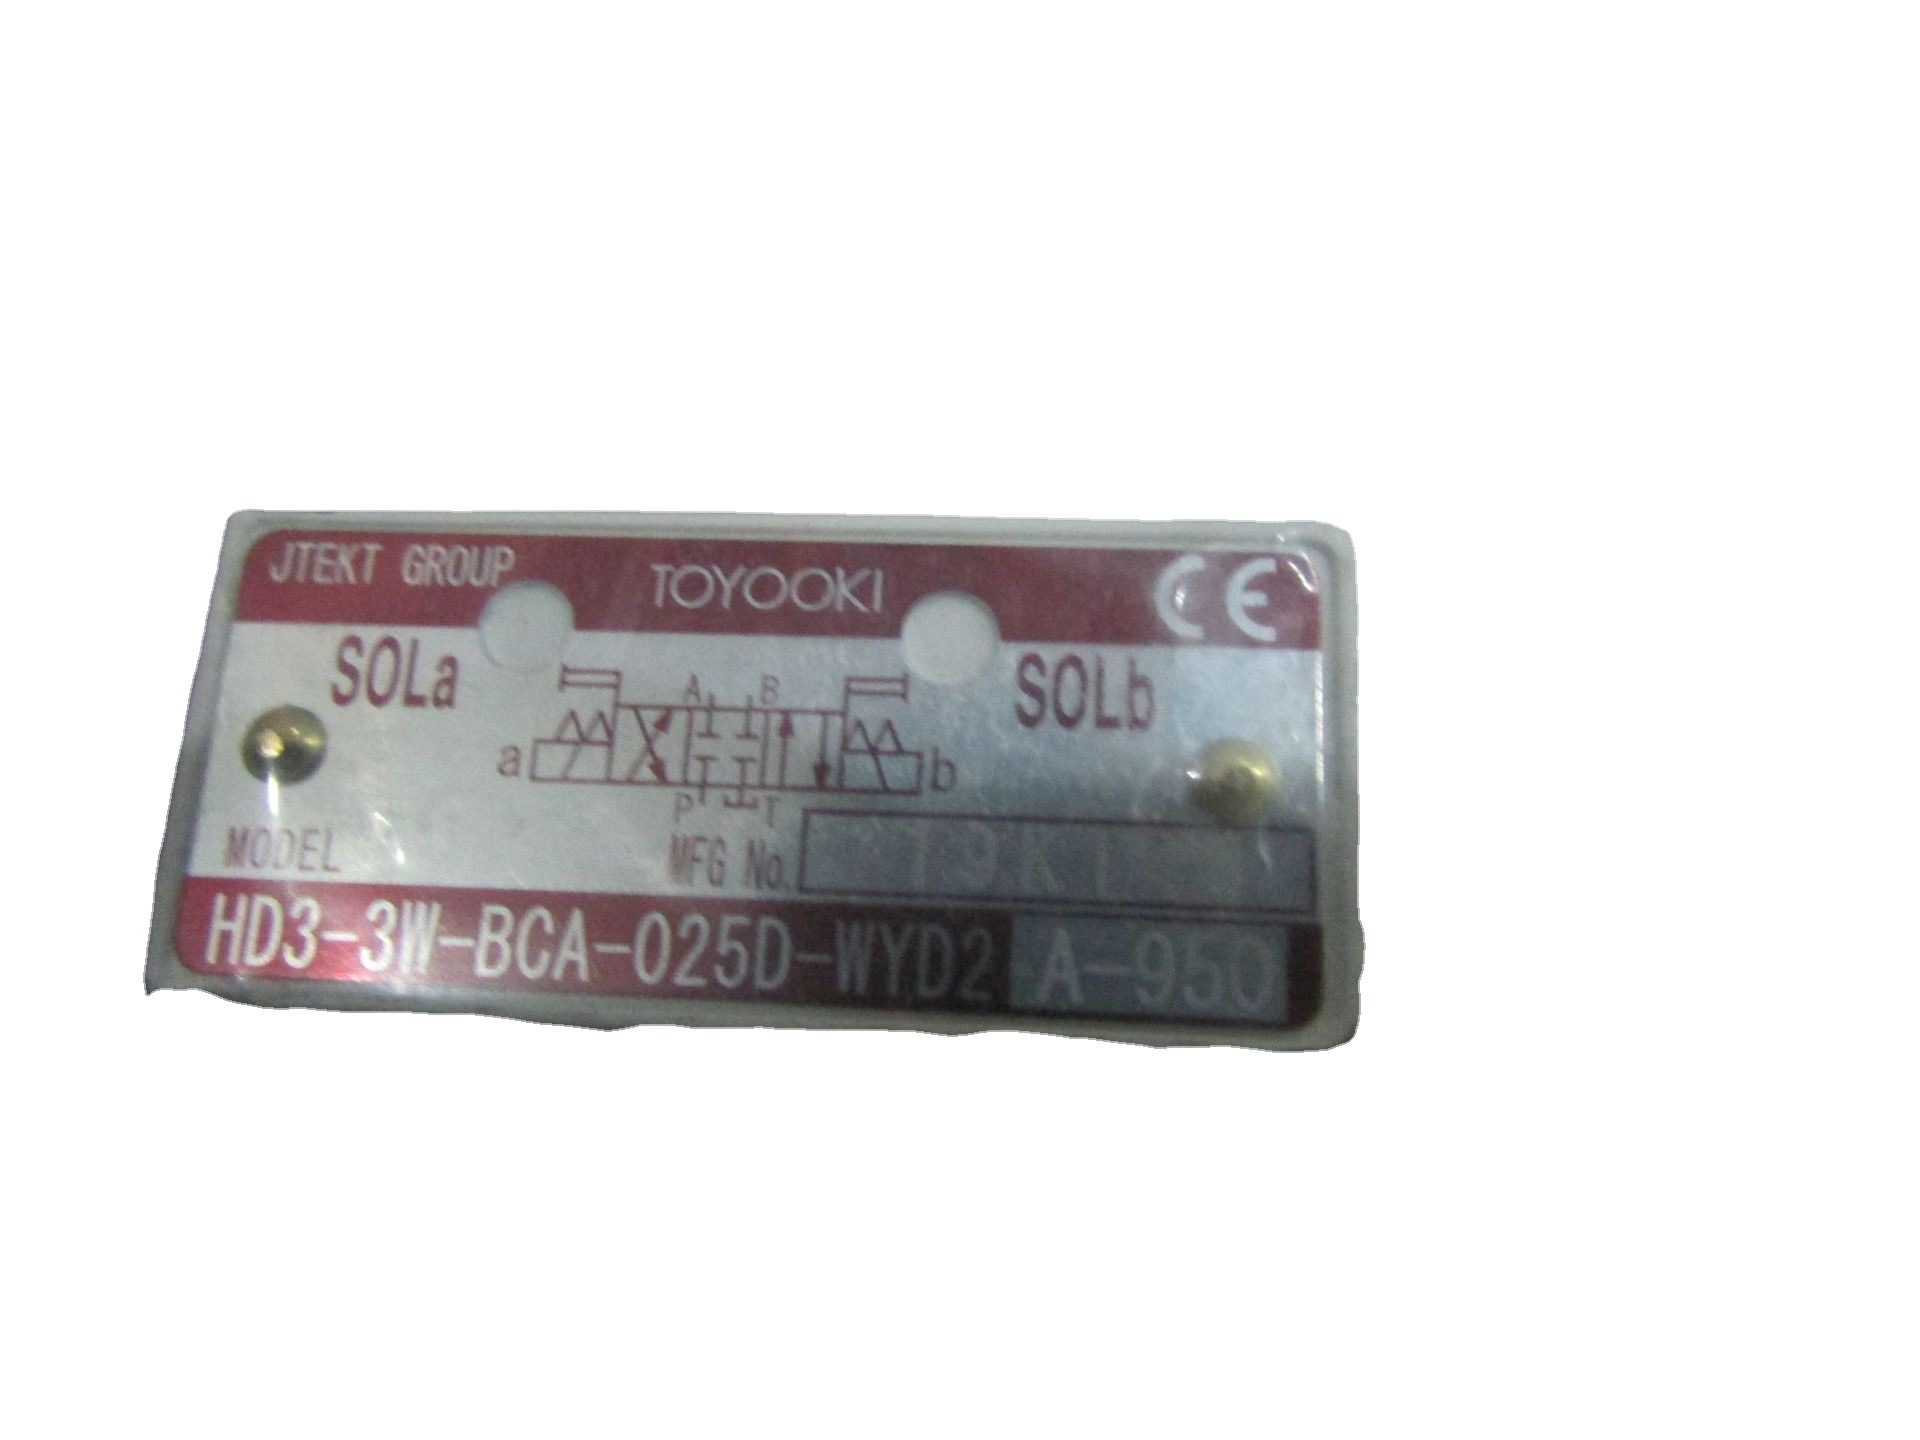 JTEKT GROUP TOYOOKI CE
SOLa SOLb
A B
a b
P T
MODEL MFG No.
HD3-3W-BCA-025D-WYD2 A-950